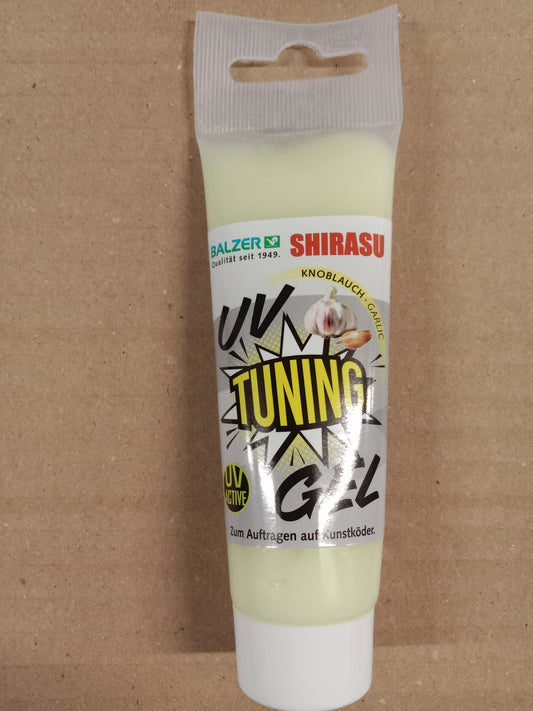 BALZER SHIRASU
Qualität seit 1949.
KNOBLAUCH · GARLIC
UV
TUNING
GEL
UV
ACTIVE
Zum Auftragen auf Kunstköder.